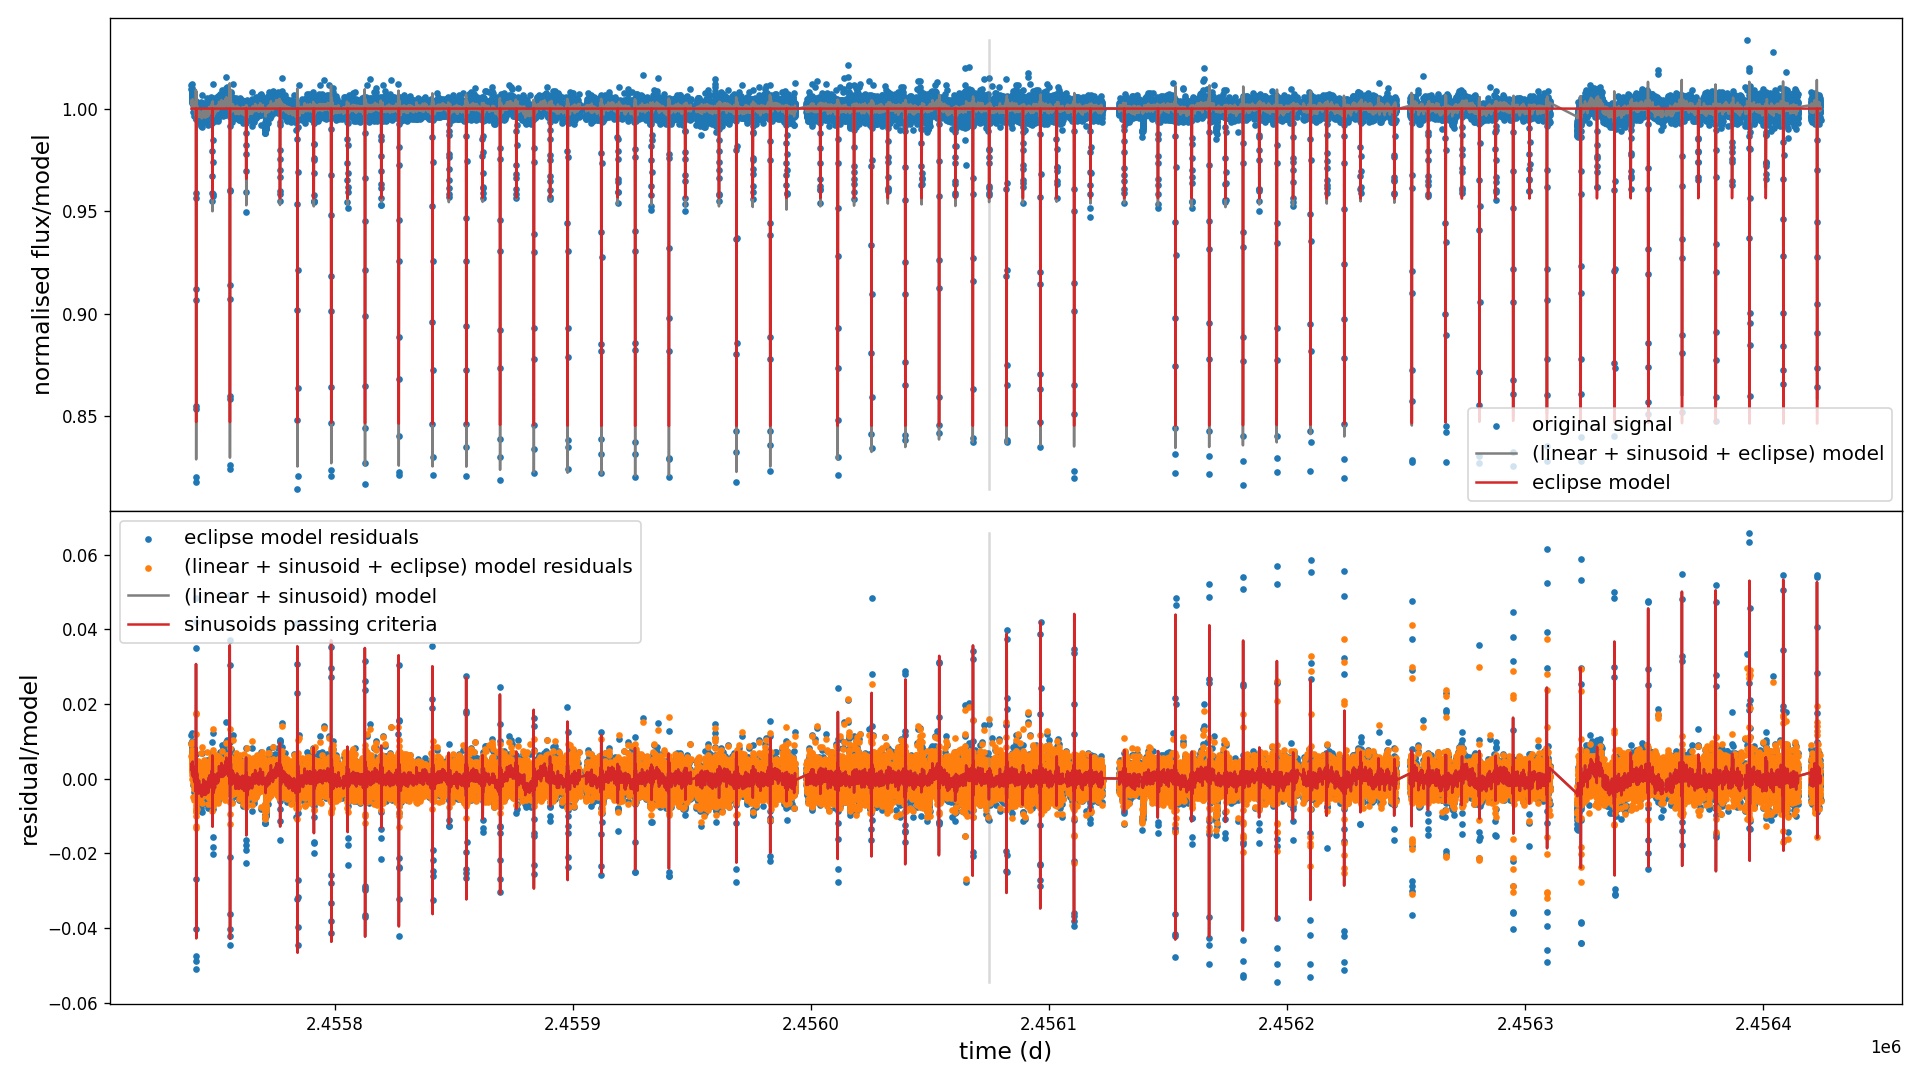 normalised flux/model
1.00
0.95
0.90
0.85
original signal
(linear + sinusoid + eclipse) model
eclipse model
residual/model
0.06
0.04
0.02
0.00
−0.02
−0.04
−0.06
eclipse model residuals
(linear + sinusoid + eclipse) model residuals
(linear + sinusoid) model
sinusoids passing criteria
2.4558
2.4559
2.4560
2.4561
2.4562
2.4563
2.4564
1e6
time (d)